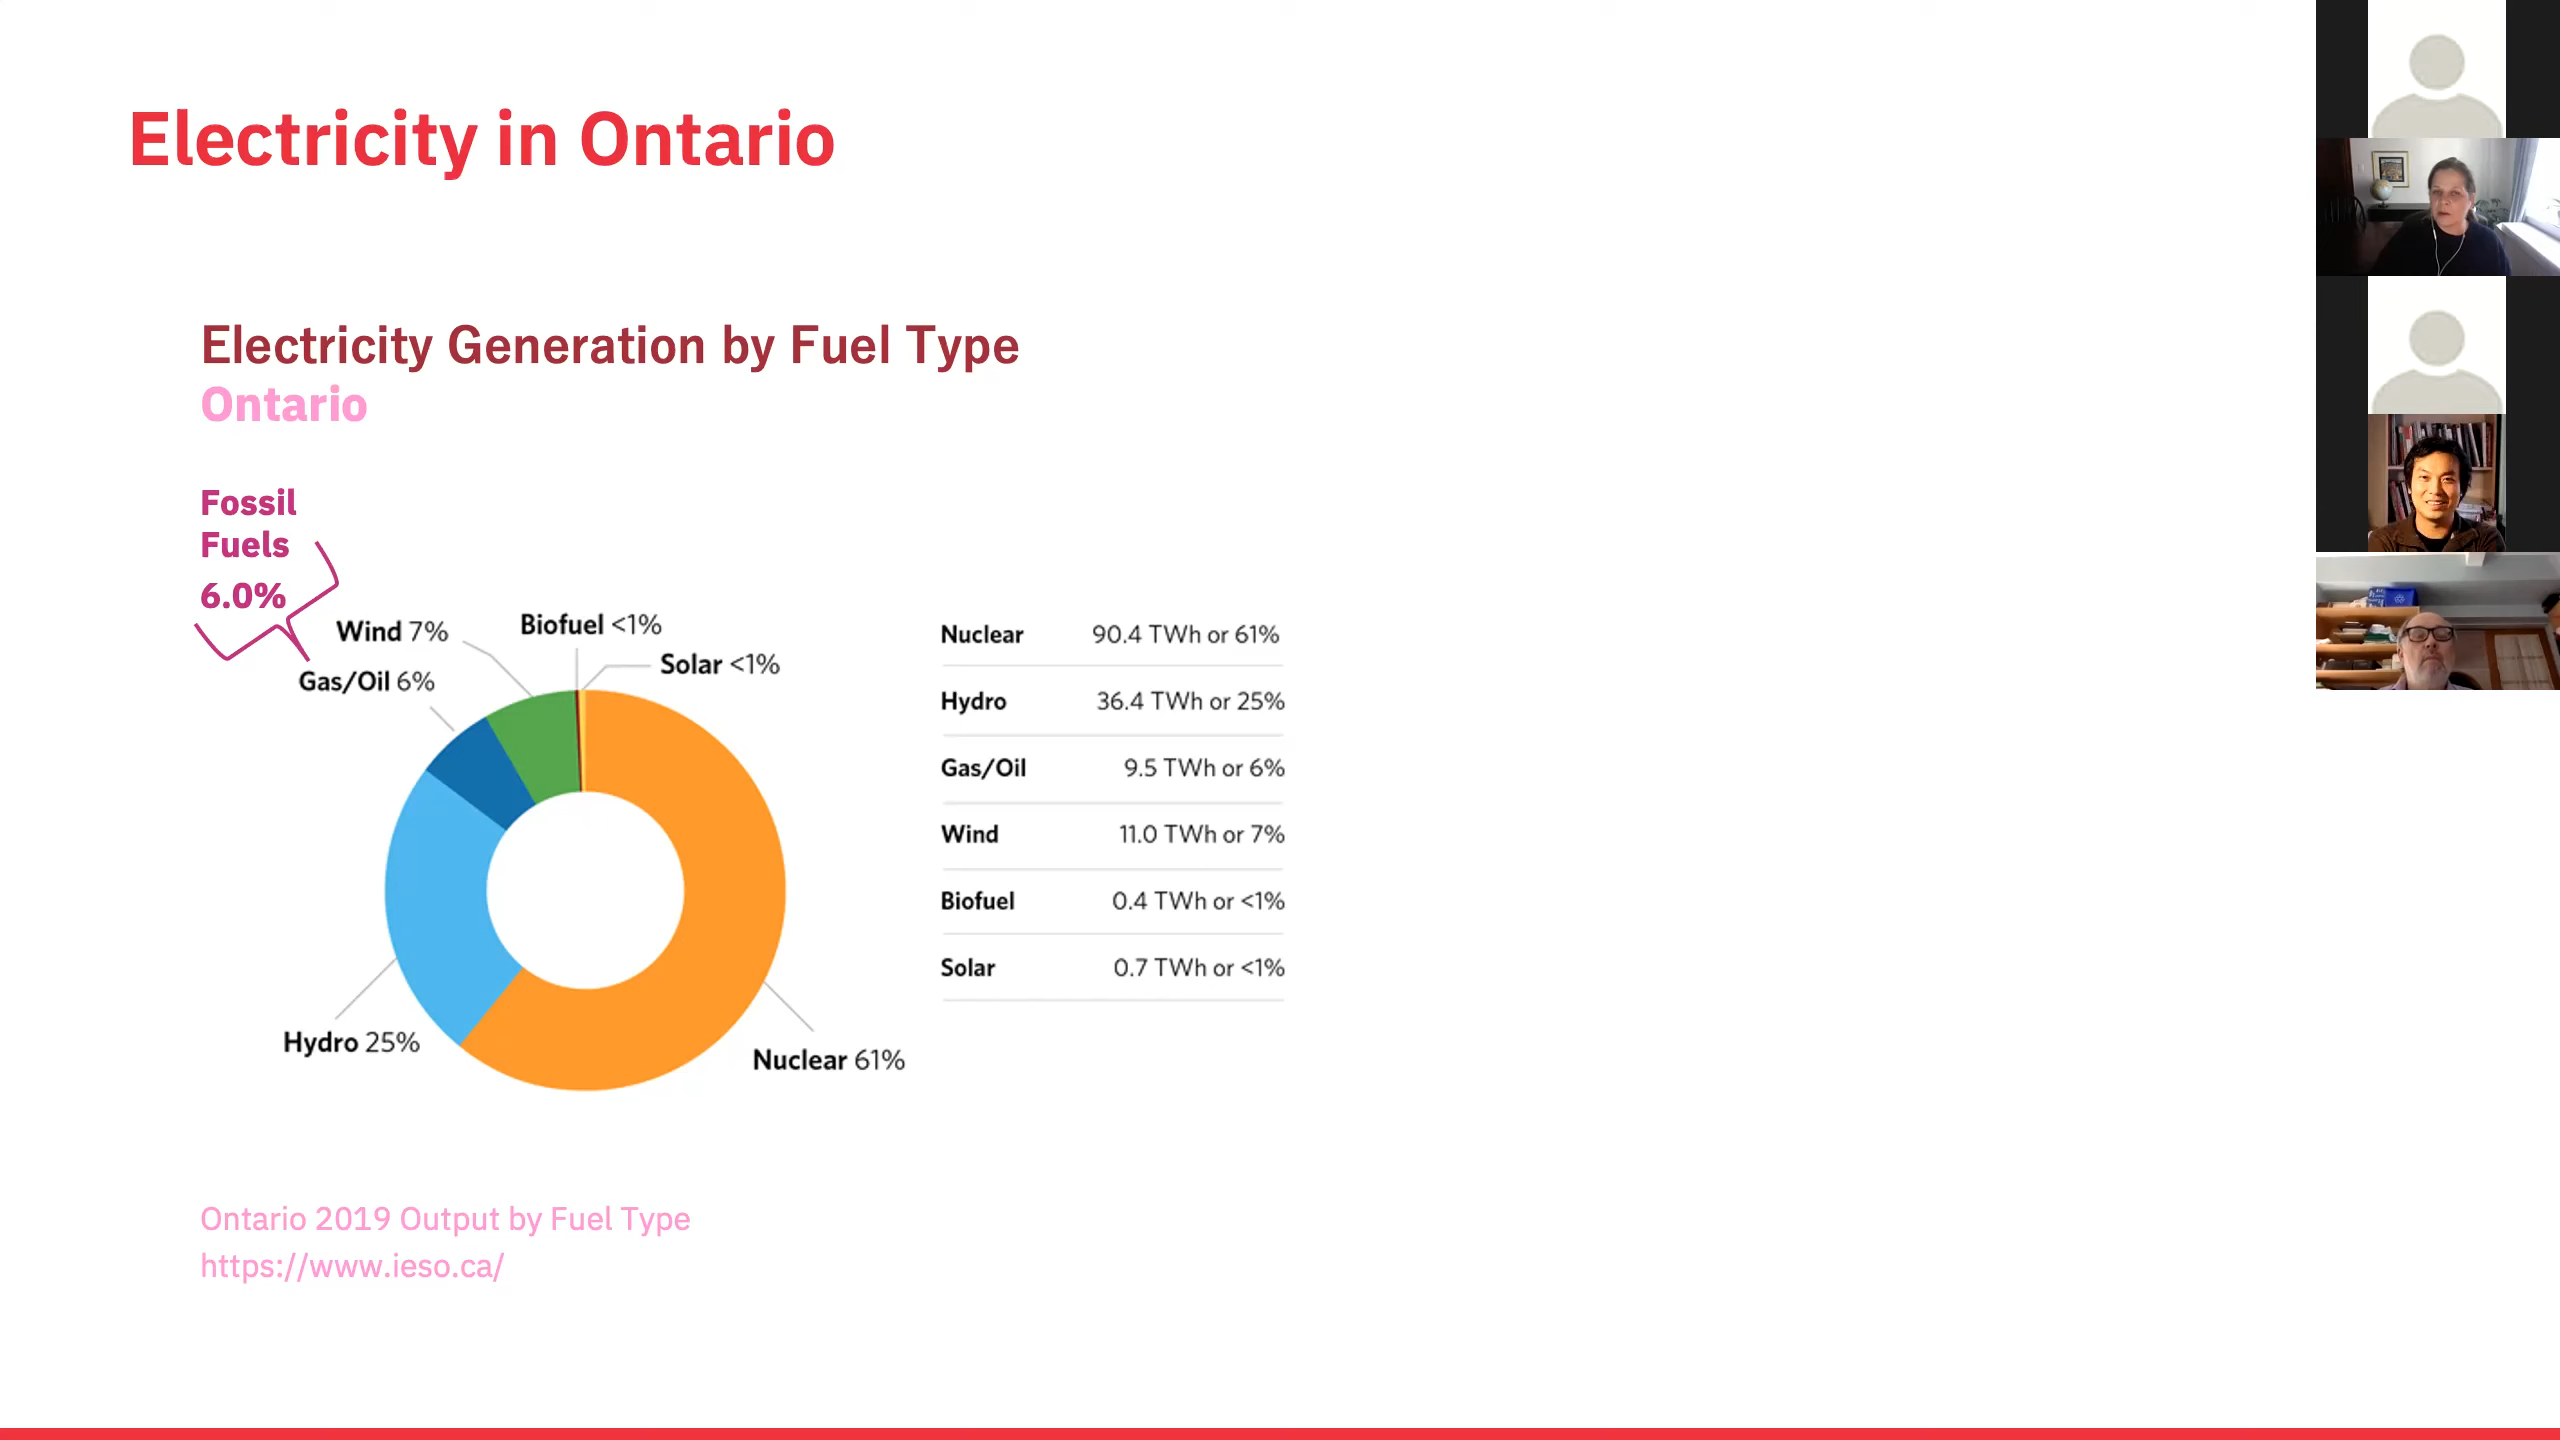 Electricity in Ontario
Electricity Generation by Fuel Type
Ontario
Fossil
Fuels
6.0%
Wind 7%
Biofuel <1%
Solar <1%
Gas/Oil 6%
Hydro 25%
Nuclear 61%
Nuclear 90.4 TWh or 61%
Hydro 36.4 TWh or 25%
Gas/Oil 9.5 TWh or 6%
Wind 11.0 TWh or 7%
Biofuel 0.4 TWh or <1%
Solar 0.7 TWh or <1%
Ontario 2019 Output by Fuel Type
https://www.ieso.ca/